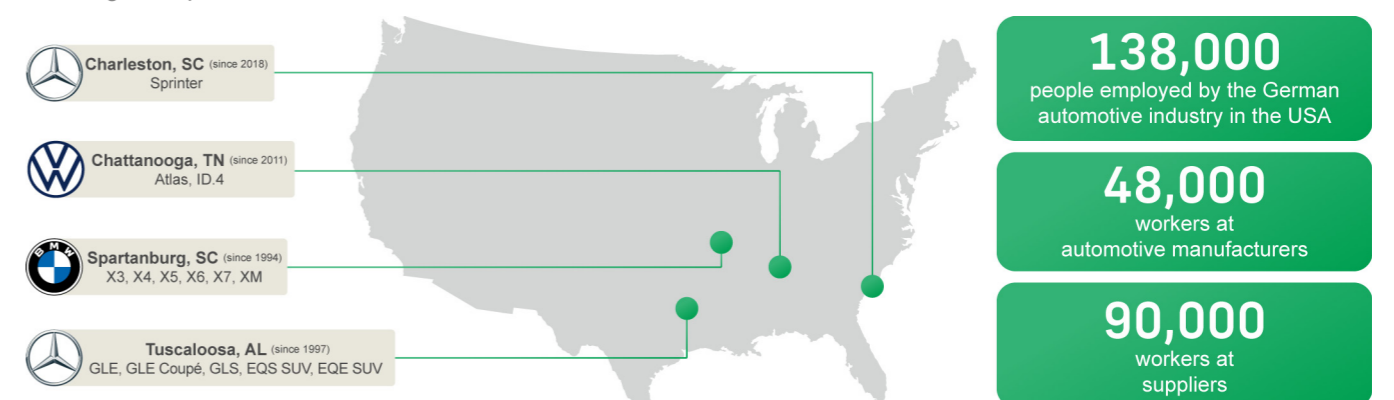 Charleston, SC (since 2018)
Sprinter
Chattanooga, TN (since 2011)
Atlas, ID.4
BMW
Spartanburg, SC (since 1994)
X3, X4, X5, X6, X7, XM
Tuscaloosa, AL (since 1997)
GLE, GLE Coupé, GLS, EQS SUV, EQE SUV
138,000
people employed by the German
automotive industry in the USA
48,000
workers at
automotive manufacturers
90,000
workers at
suppliers